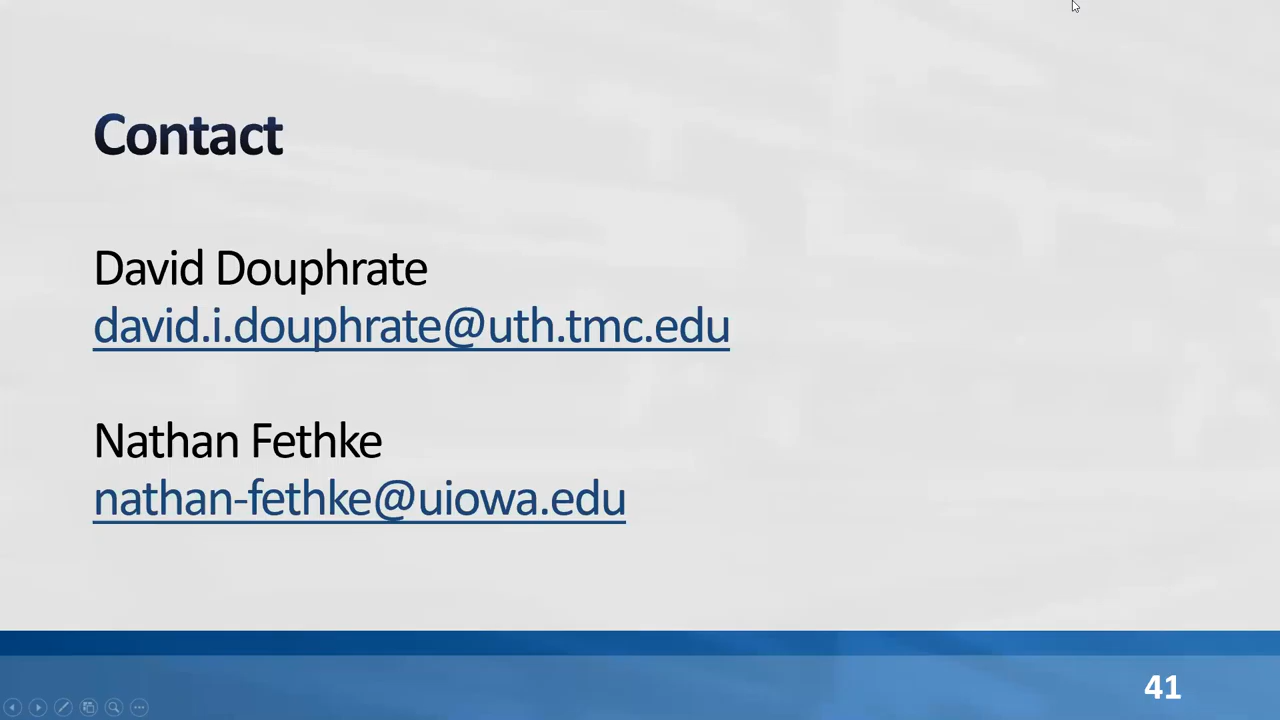 Contact
David Douphrate
david.i.douphrate@uth.tmc.edu
Nathan Fethke
nathan-fethke@uiowa.edu
41